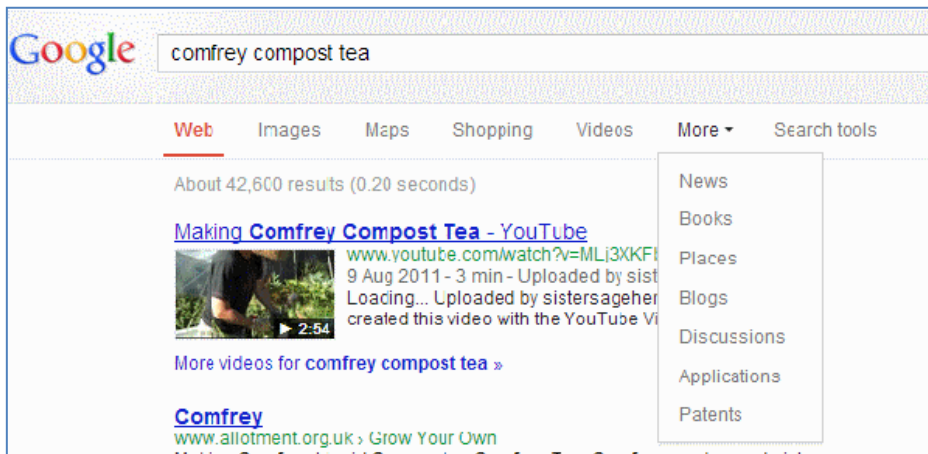 Google
comfrey compost tea
Web Images Maps Shopping Videos More Search tools
About 42,600 results (0.20 seconds)
Making Comfrey Compost Tea - YouTube
www.youtube.com/watch?v=MLj3XKF
9 Aug 2011 - 3 min - Uploaded by sist
Loading... Uploaded by sistersageher
created this video with the YouTube Vi
2:54
More videos for comfrey compost tea »
Comfrey
www.allotment.org.uk › Grow Your Own
News
Books
Places
Blogs
Discussions
Applications
Patents